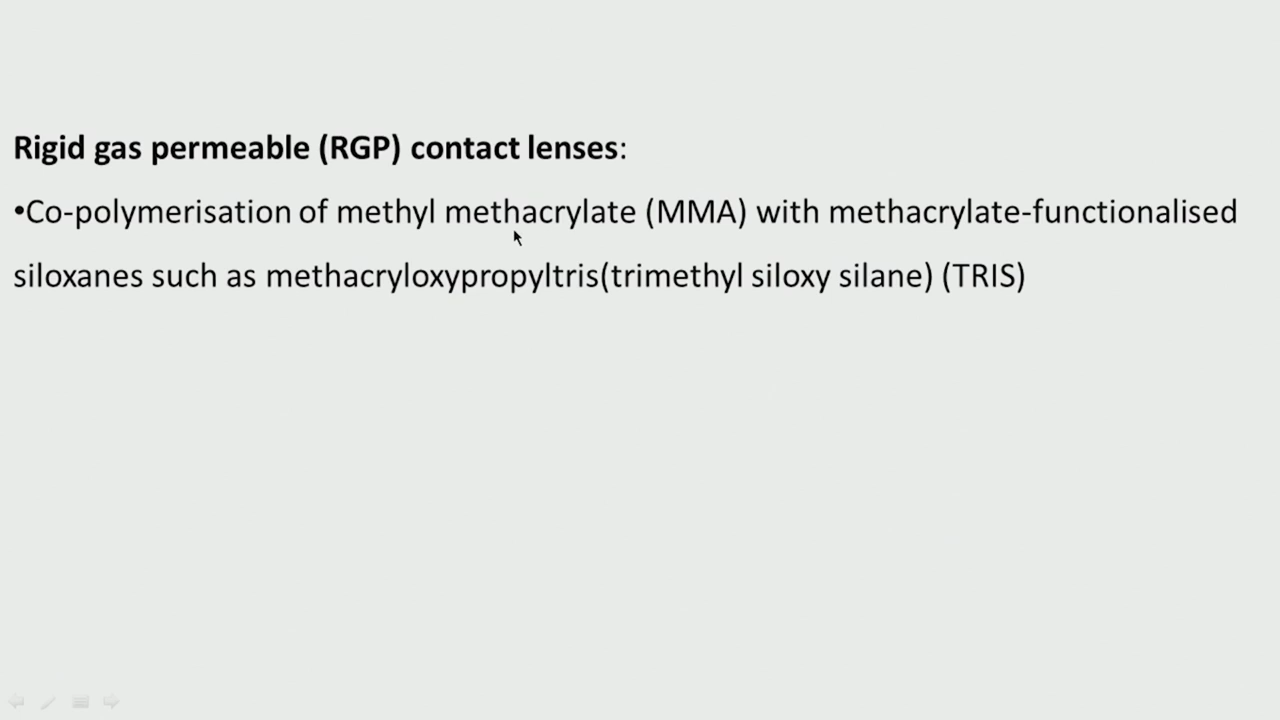 Rigid gas permeable (RGP) contact lenses:
•Co-polymerisation of methyl methacrylate (MMA) with methacrylate-functionalised
siloxanes such as methacryloxypropyltris(trimethyl siloxy silane) (TRIS)